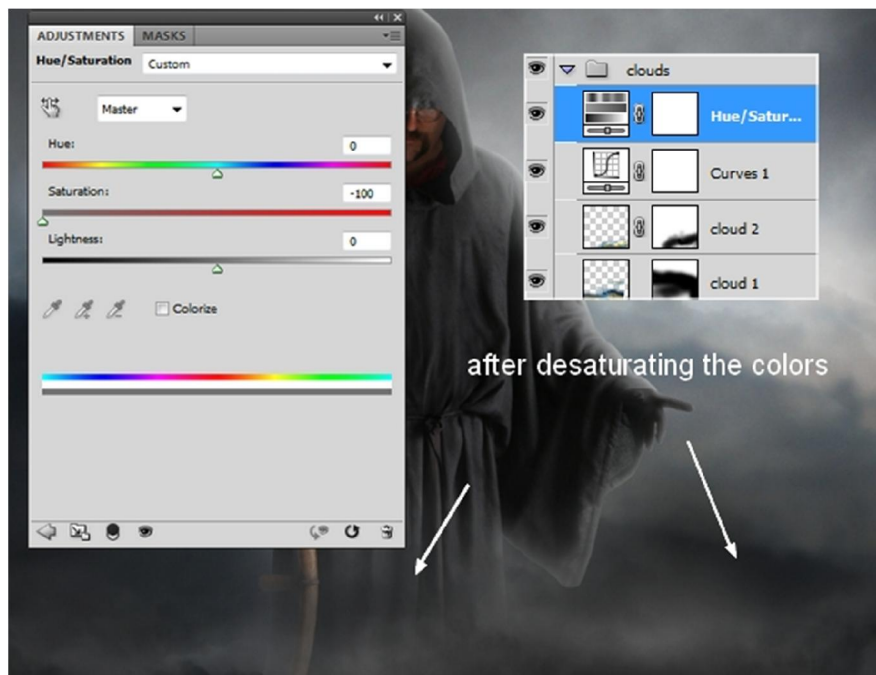 ADJUSTMENTS MASKS
Hue/Saturation Custom
Master
Hue: 0
Saturation: -100
Lightness: 0
Colorize
clouds
Hue/Satur...
Curves 1
cloud 2
cloud 1
after desaturating the colors